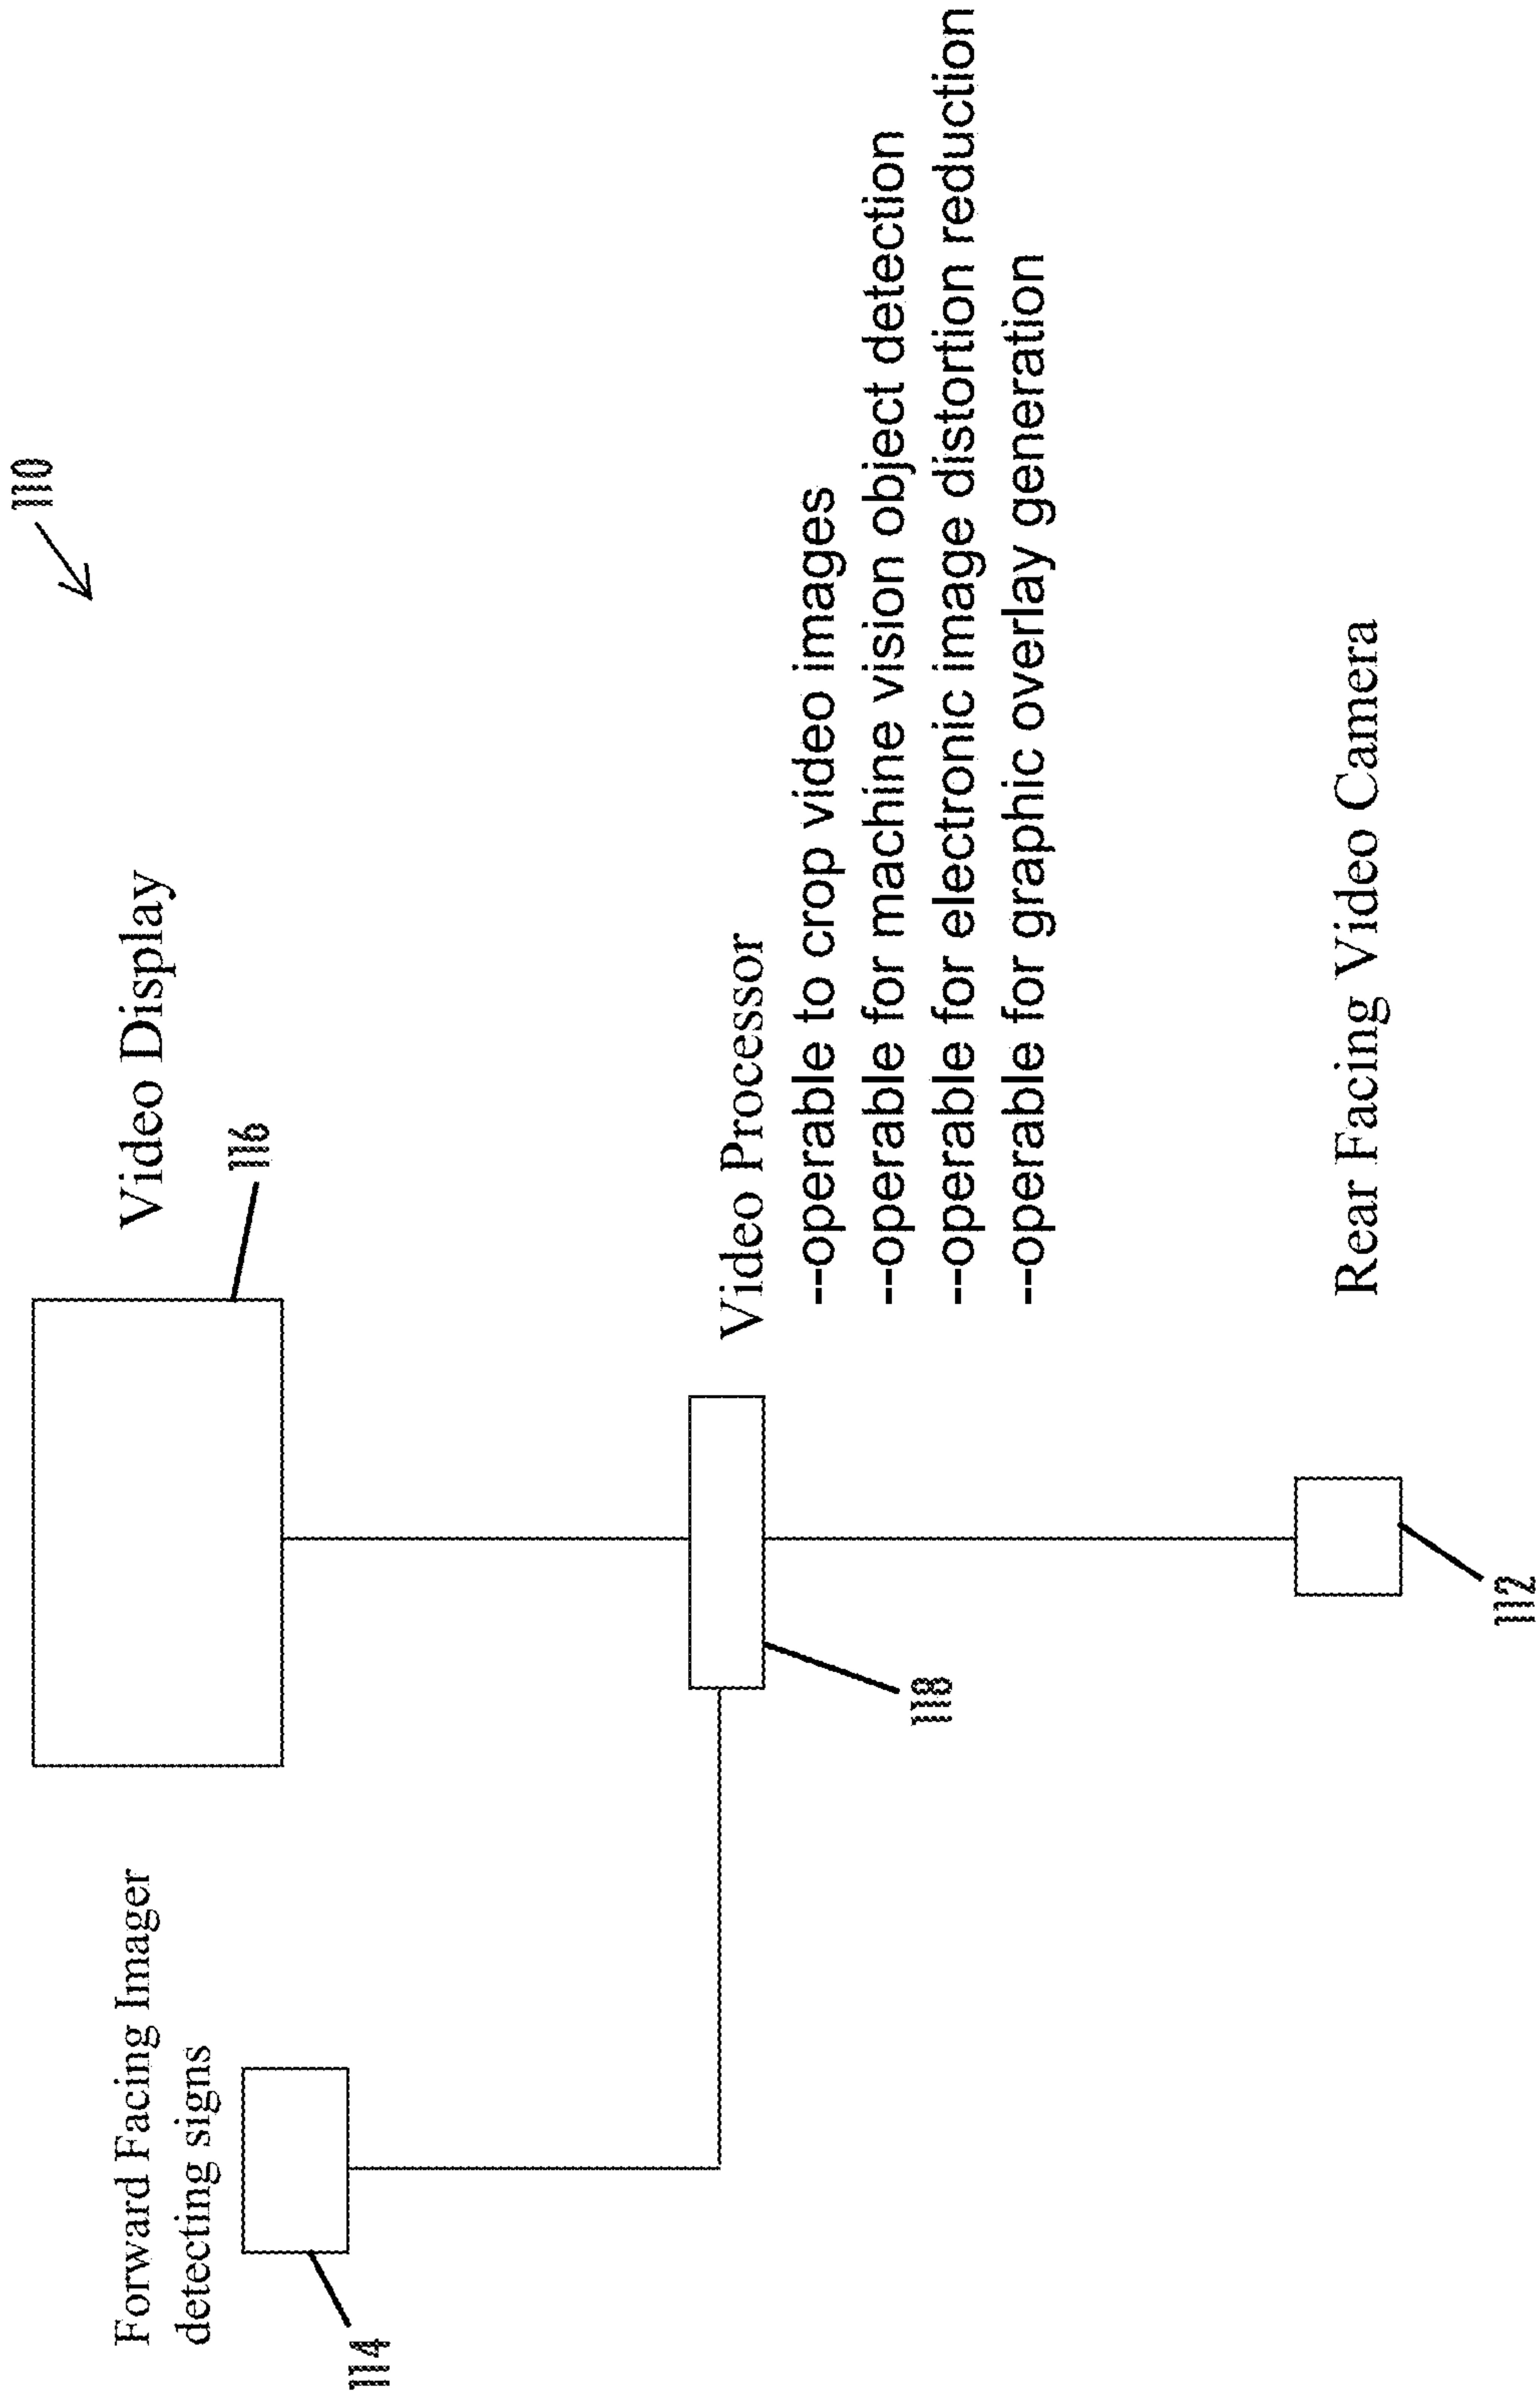 110
Forward Facing Imager
detecting signs
114
Video Display
116
Video Processor
--operable to crop video images
--operable for machine vision object detection
--operable for electronic image distortion reduction
--operable for graphic overlay generation
118
Rear Facing Video Camera
112